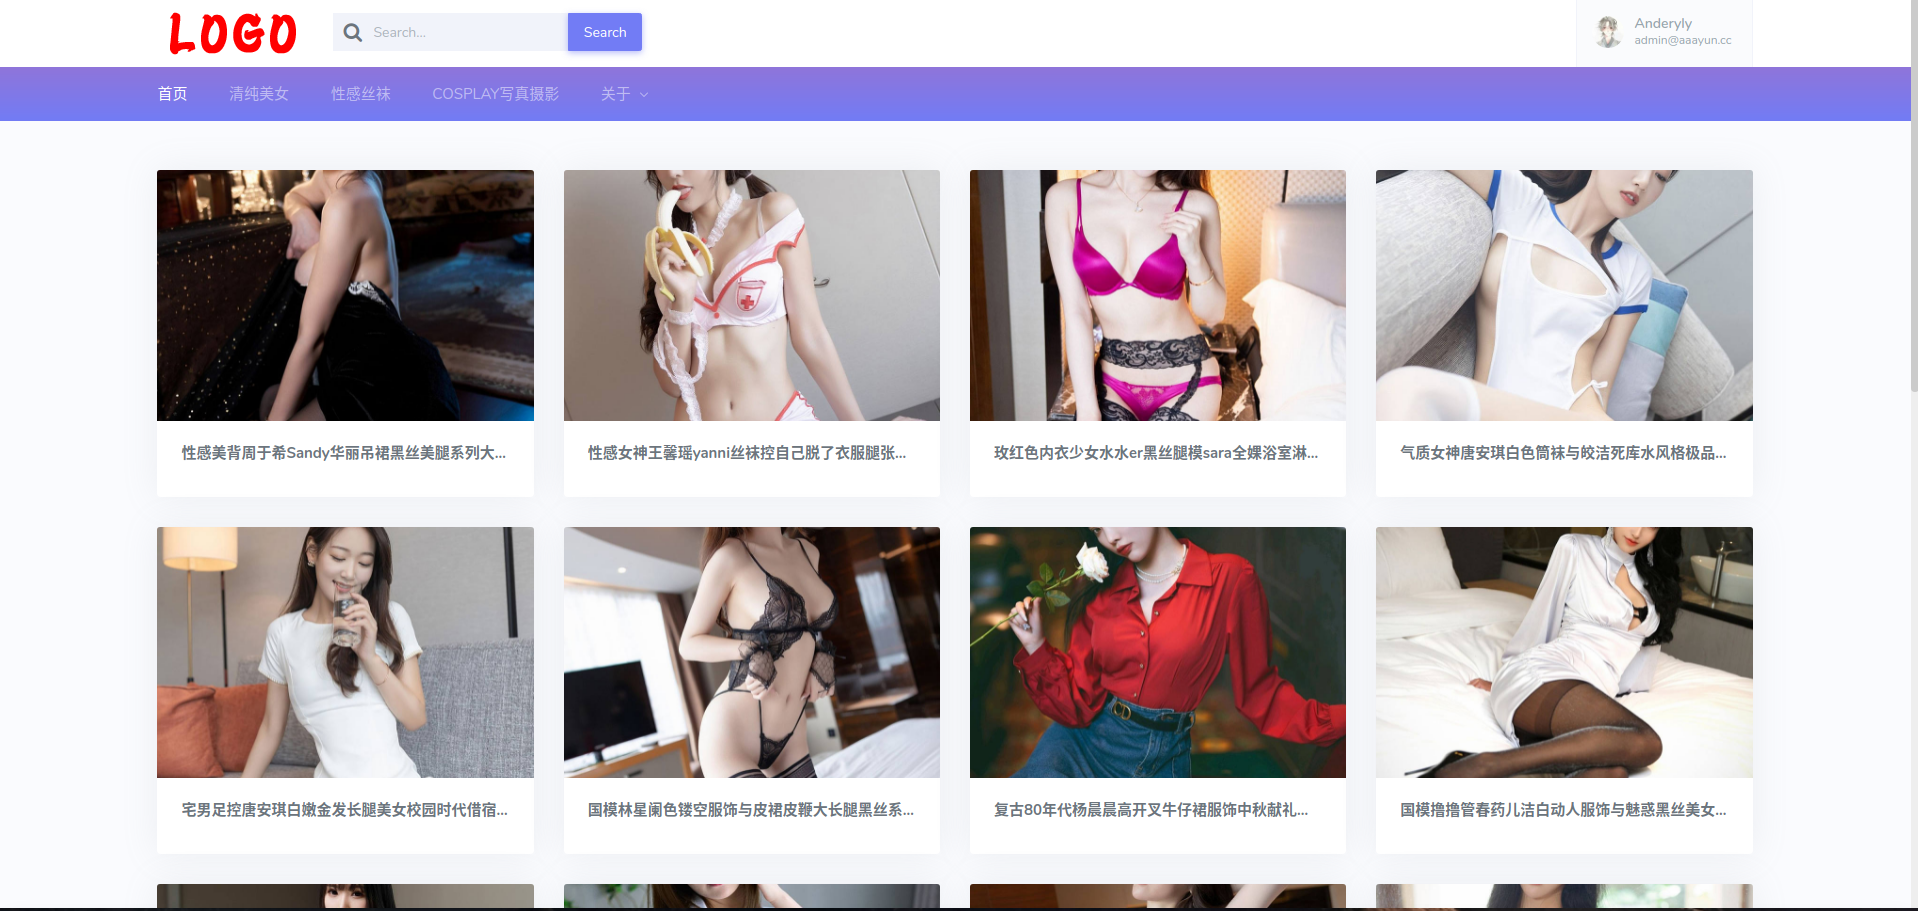 LOGO
Search...
Search
Anderyly
admin@aaayun.cc
首页
清纯美女
性感丝袜
COSPLAY写真摄影
关于
性感美背周于希Sandy华丽吊裙黑丝美腿系列大...
性感女神王馨瑶yanni丝袜控自己脱了衣服腿张...
玫红色内衣少女水水er黑丝腿模sara全婐浴室淋...
气质女神唐安琪白色筒袜与皎洁死库水风格极品...
宅男足控唐安琪白嫩金发长腿美女校园时代借宿...
国模林星阑色镂空服饰与皮裙皮鞭大长腿黑丝系...
复古80年代杨晨晨高开叉牛仔裙服饰中秋献礼...
国模撸撸管春药儿洁白动人服饰与魅惑黑丝美女...